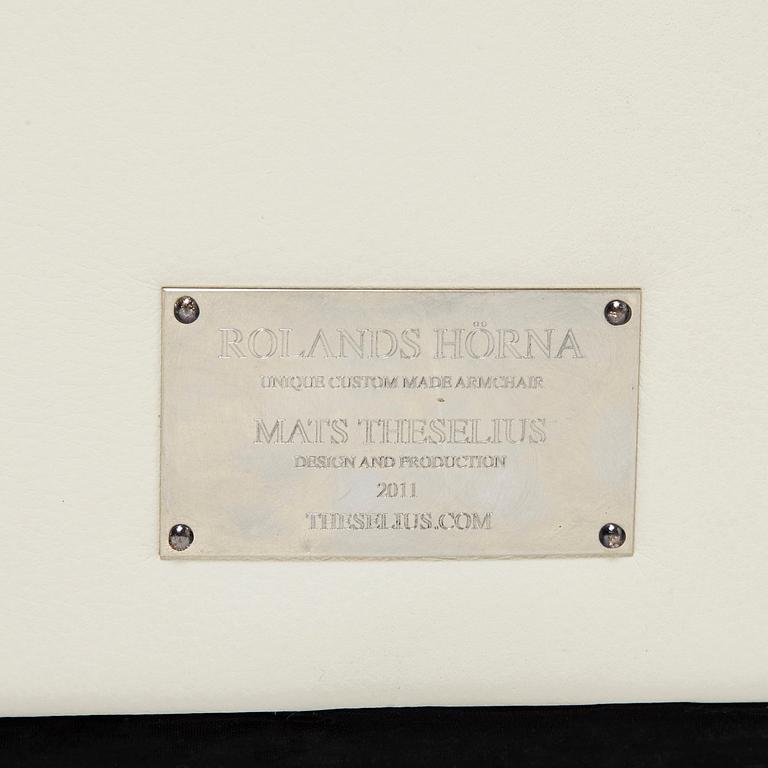 ROLANDS HÖRNA
UNIQUE CUSTOM MADE ARMCHAIR
MATS THESELIUS
DESIGN AND PRODUCTION
2011
THESELIUS.COM